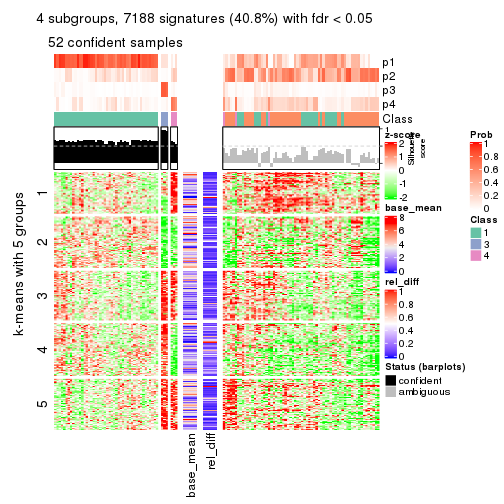 4 subgroups, 7188 signatures (40.8%) with fdr < 0.05
52 confident samples
p1
p2
p3
p4
Class
1
Silhouette
score
k-means with 5 groups
1
2
3
4
5
base_mean
rel_diff
z-score
2
1
0
-1
-2
base_mean
8
6
4
2
0
rel_diff
1
0.8
0.6
0.4
0.2
0
Status (barplots)
confident
ambiguous
Prob
1
0.8
0.6
0.4
0.2
0
Class
1
3
4